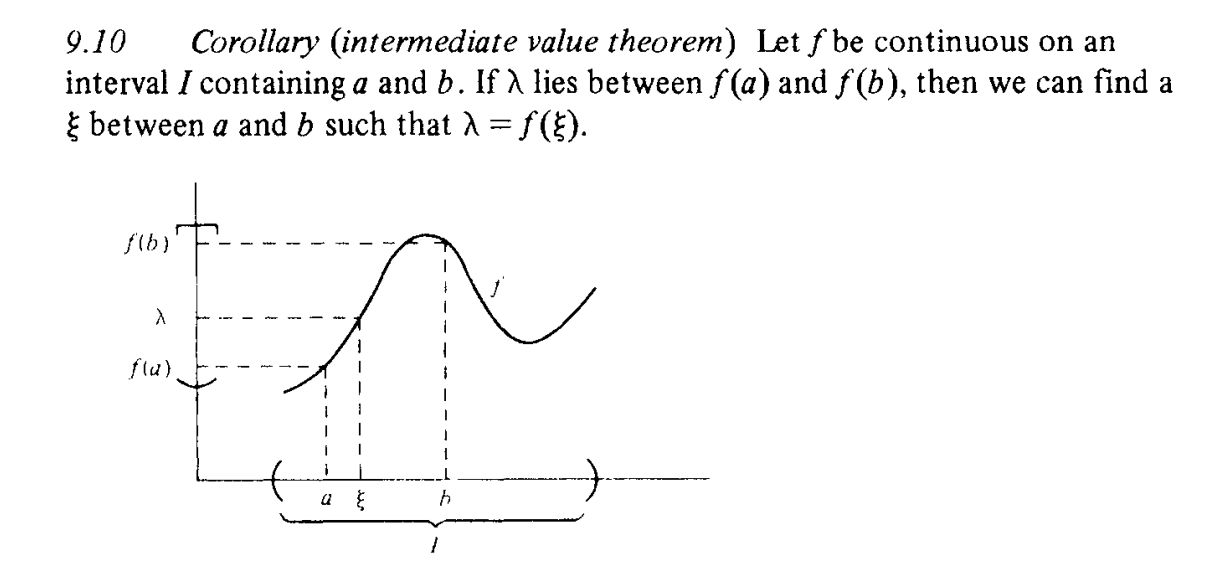 9.10 Corollary (intermediate value theorem) Let f be continuous on an
interval I containing a and b. If λ lies between f(a) and f(b), then we can find a
ξ between a and b such that λ = f(ξ).
f(b)
f
λ
f(a)
a ξ b
I